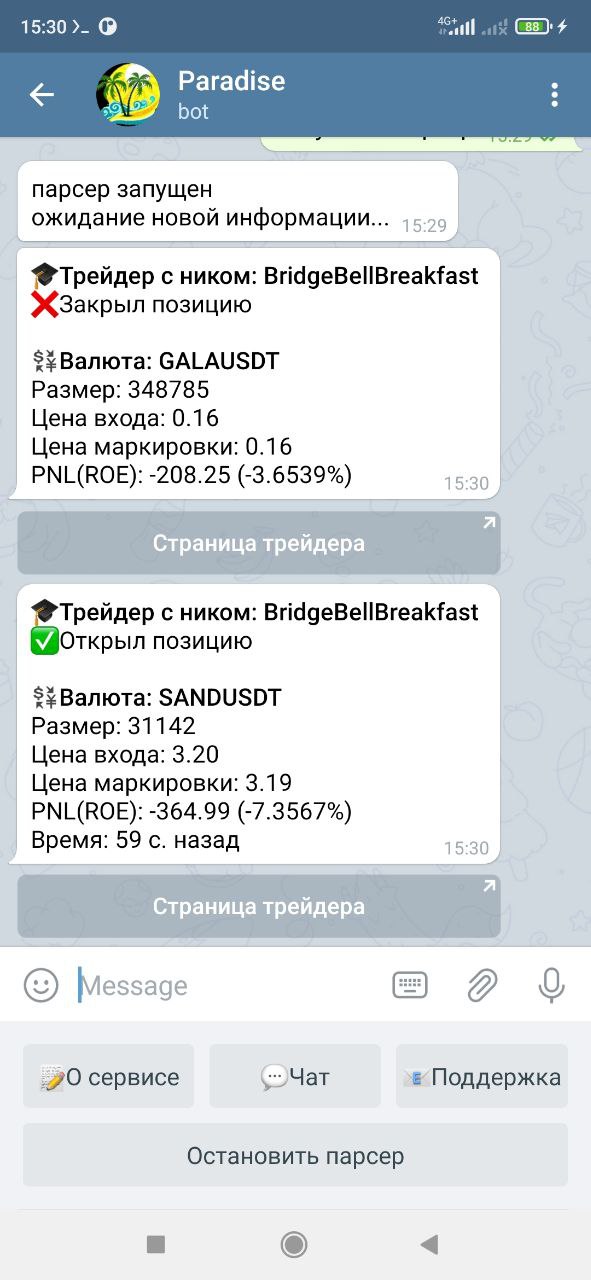 15:30
4G+
88
Paradise
bot
парсер запущен
ожидание новой информации... 15:29
Трейдер с ником: BridgeBellBreakfast
Закрыл позицию
Валюта: GALAUSDT
Размер: 348785
Цена входа: 0.16
Цена маркировки: 0.16
PNL(ROE): -208.25 (-3.6539%) 15:30
Страница трейдера
Трейдер с ником: BridgeBellBreakfast
Открыл позицию
Валюта: SANDUSDT
Размер: 31142
Цена входа: 3.20
Цена маркировки: 3.19
PNL(ROE): -364.99 (-7.3567%)
Время: 59 с. назад 15:30
Страница трейдера
Message
О сервисе
Чат
Поддержка
Остановить парсер